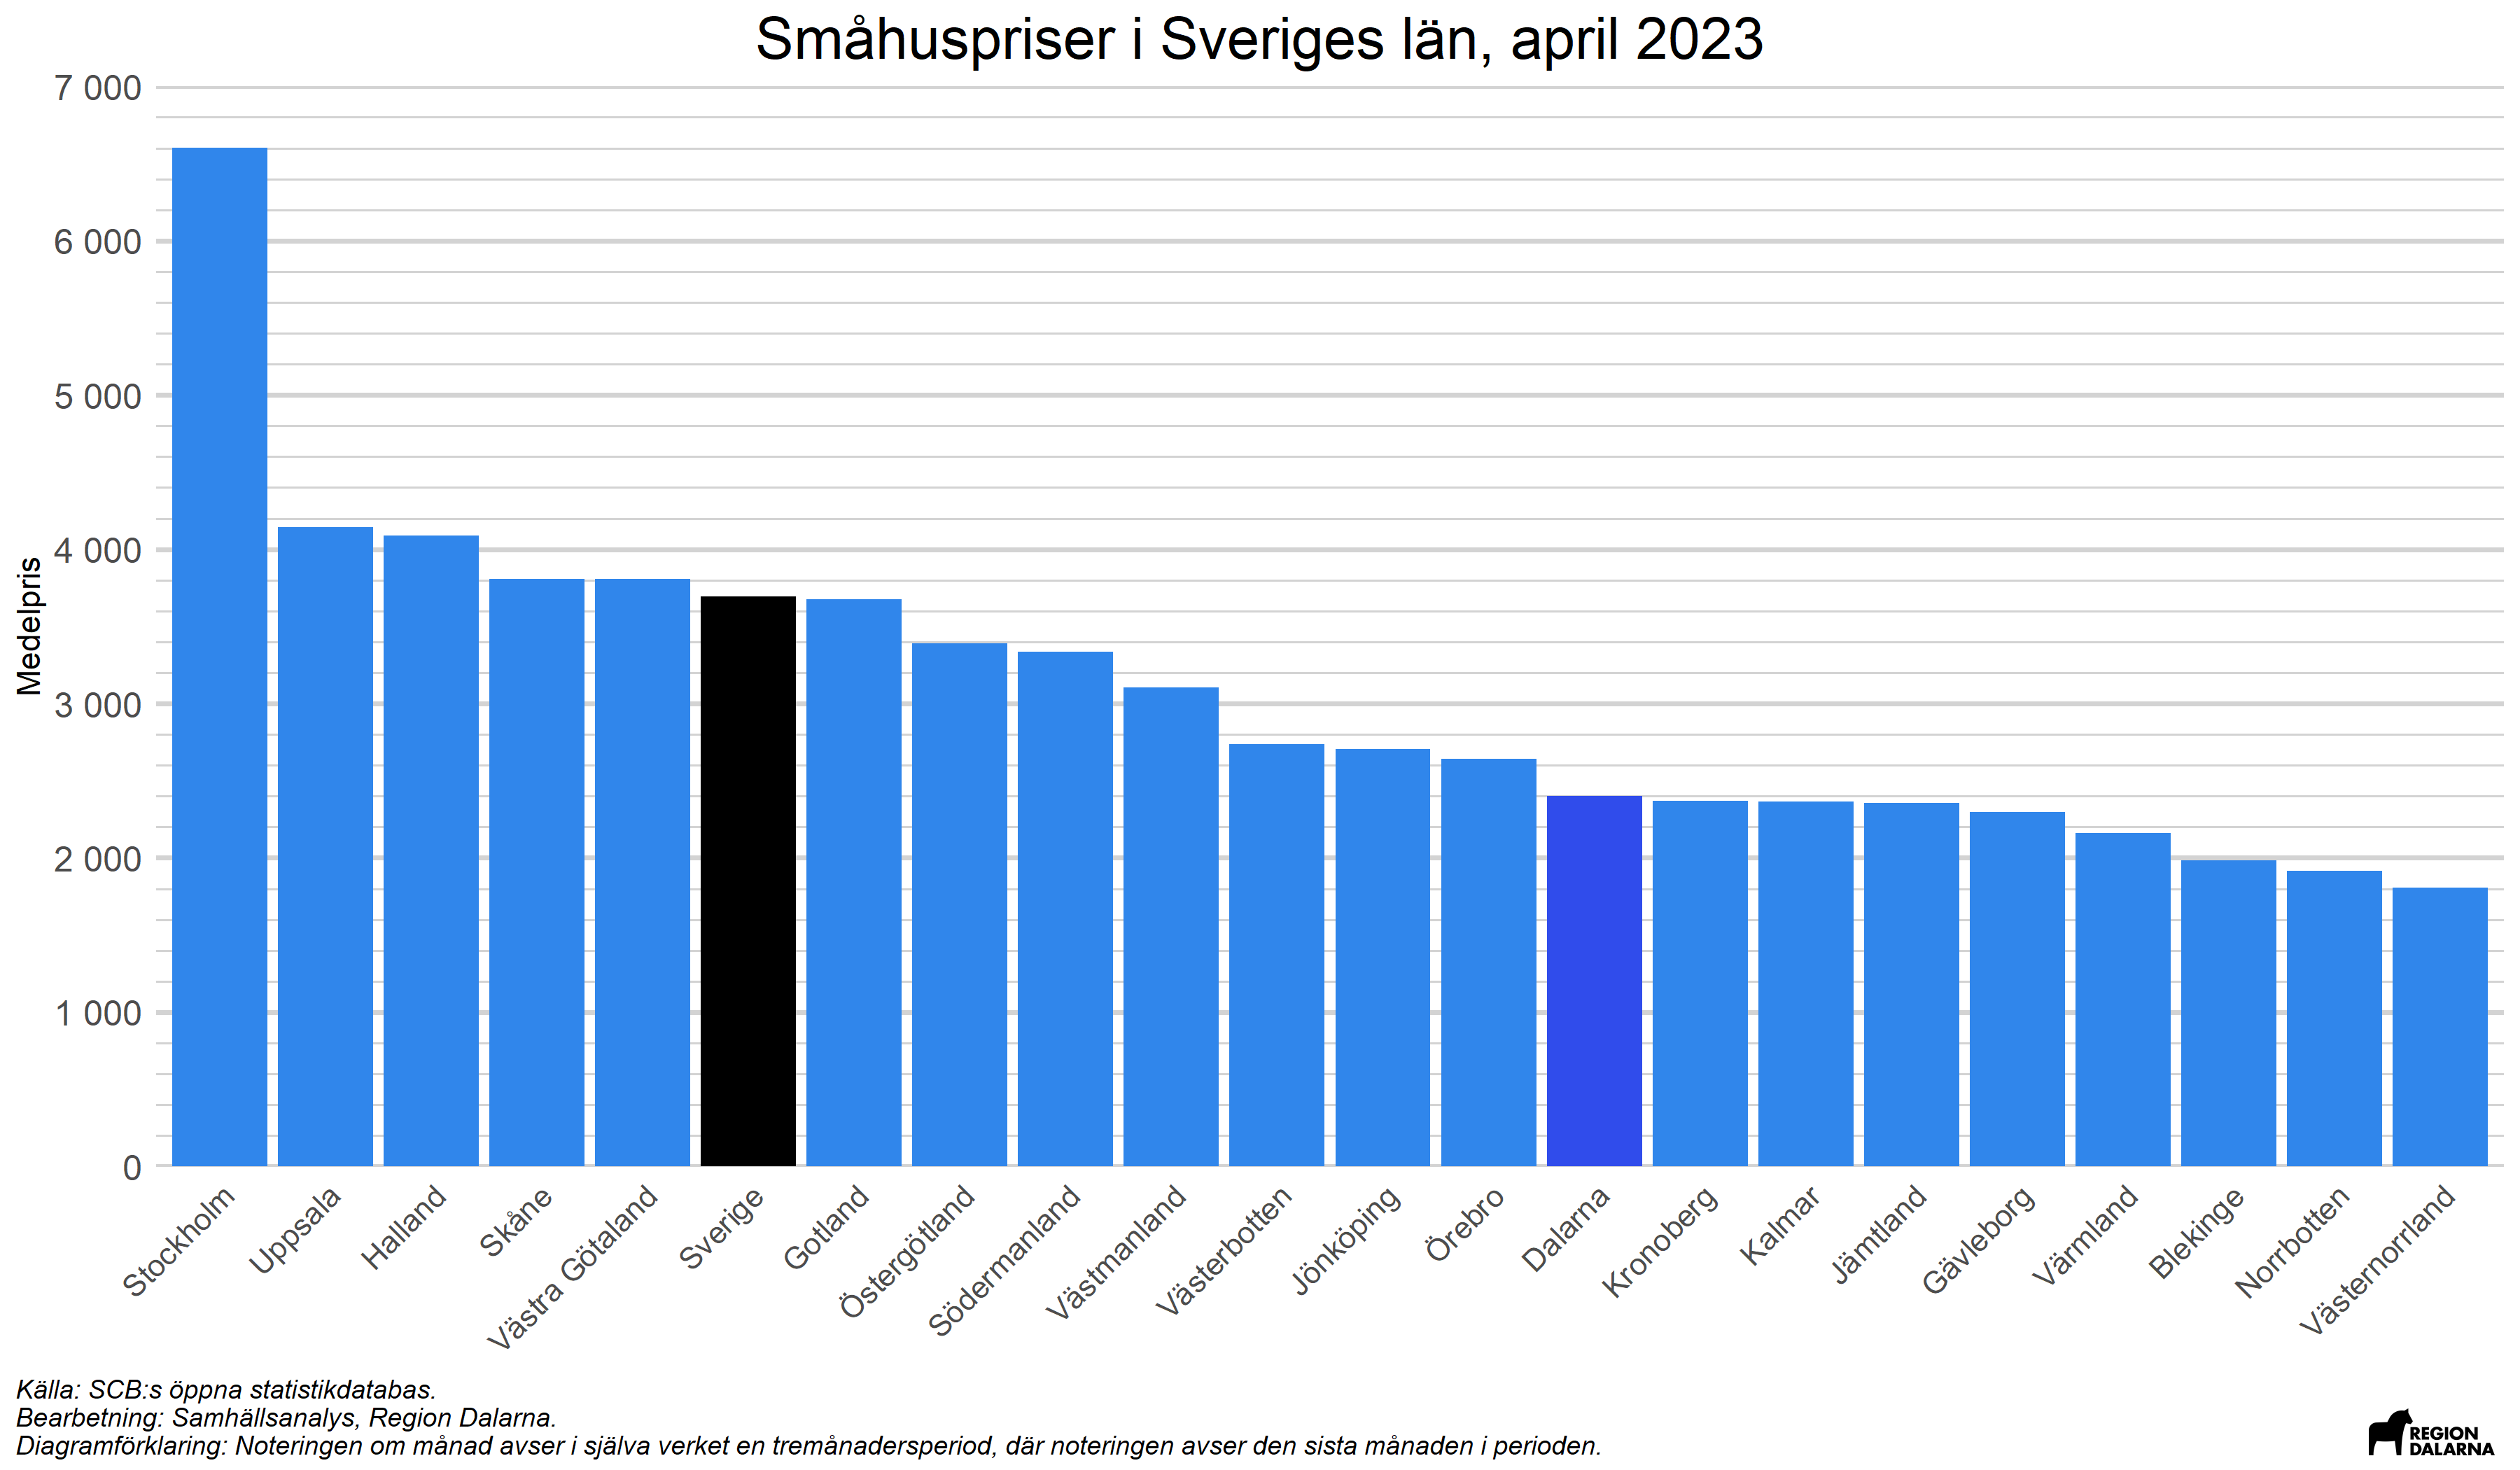 Småhuspriser i Sveriges län, april 2023
7 000
6 000
5 000
4 000
3 000
2 000
1 000
0
Medelpris
Stockholm
Uppsala
Halland
Skåne
Västra Götaland
Sverige
Gotland
Östergötland
Södermanland
Västmanland
Västerbotten
Jönköping
Örebro
Dalarna
Kronoberg
Kalmar
Jämtland
Gävleborg
Värmland
Blekinge
Norrbotten
Västernorrland
Källa: SCB:s öppna statistikdatabas.
Bearbetning: Samhällsanalys, Region Dalarna.
Diagramförklaring: Noteringen om månad avser i själva verket en tremånadersperiod, där noteringen avser den sista månaden i perioden.
REGION
DALARNA